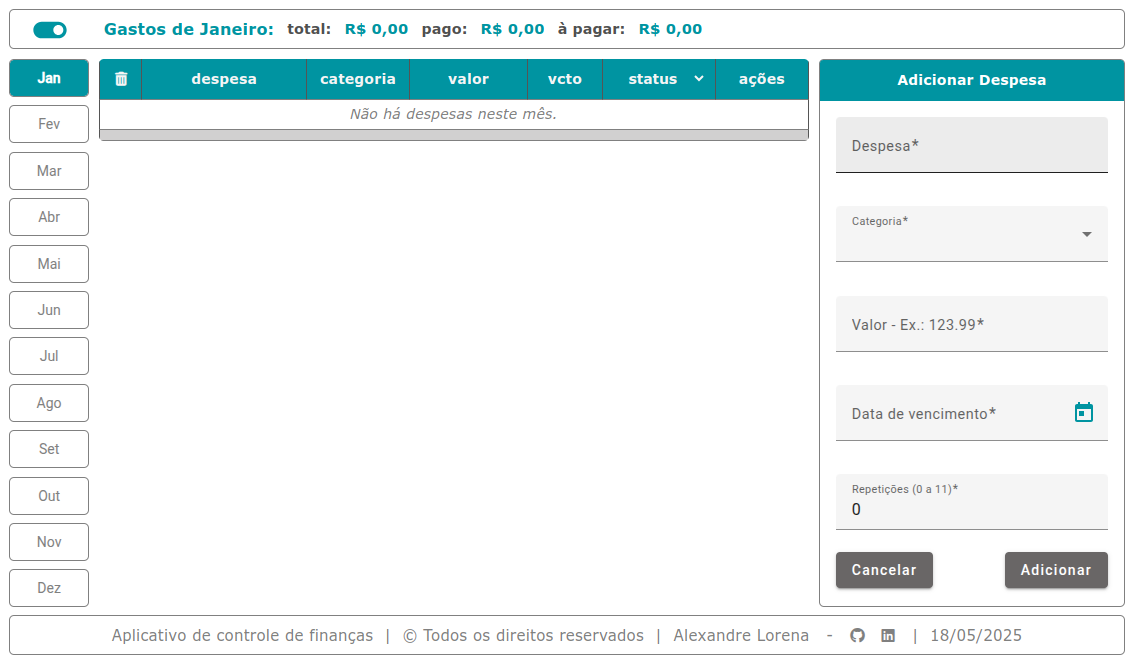 Gastos de Janeiro: total: R$ 0,00 pago: R$ 0,00 à pagar: R$ 0,00
Jan
Fev
Mar
Abr
Mai
Jun
Jul
Ago
Set
Out
Nov
Dez
despesa categoria valor vcto status ações
Não há despesas neste mês.
Adicionar Despesa
Despesa*
Categoria*
Valor - Ex.: 123.99*
Data de vencimento*
Repetições (0 a 11)*
0
Cancelar Adicionar
Aplicativo de controle de finanças | © Todos os direitos reservados | Alexandre Lorena - | 18/05/2025